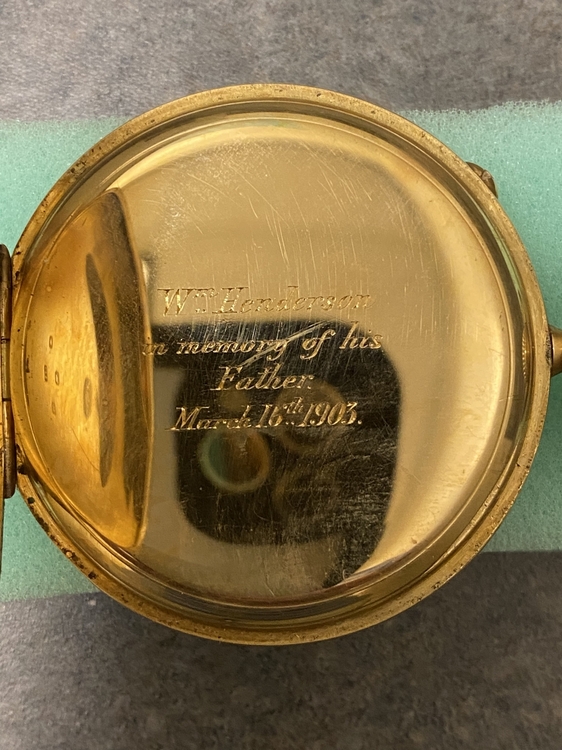 Wm Henderson
in memory of his
Father.
March 16th 1903.